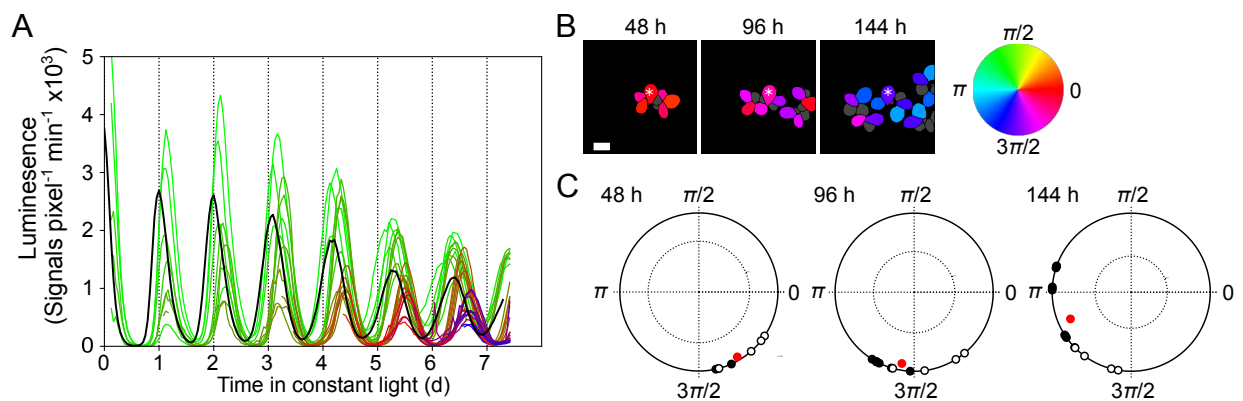 A
Luminesence
(Signals pixel-1 min-1 x103)
5
4
3
2
1
0
0 1 2 3 4 5 6 7
Time in constant light (d)
B
48 h 96 h 144 h
* * *
π/2
π 0
3π/2
C
48 h π/2 96 h π/2 144 h π/2
π 0 π 0 π 0
3π/2 3π/2 3π/2